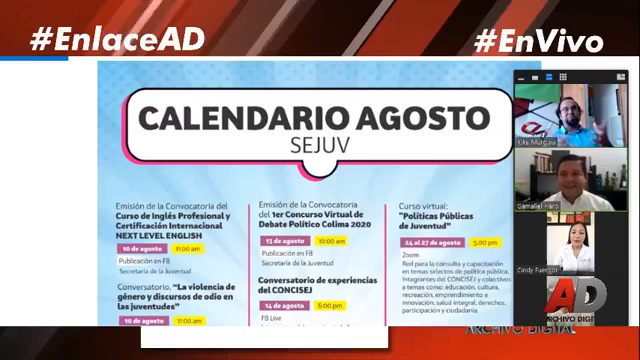 #EnlaceAD
#EnVivo
CALENDARIO AGOSTO
SEJUV
Emisión de la Convocatoria del
Curso de Inglés Profesional y
Certificación Internacional
NEXT LEVEL ENGLISH
10 de agosto 11:00 am
Publicación en FB
Secretaría de la Juventud
Conversatorio, "La violencia de
género y discursos de odio en
las juventudes"
10 de agosto 11:00 am
Emisión de la Convocatoria
del 1er Concurso Virtual de
Debate Político Colima 2020
13 de agosto 10:00 am
Publicación en FB
Secretaría de la Juventud
Conversatorio de experiencias
del CONCISEJ
14 de agosto 6:00 pm
FB Live
Curso virtual:
"Políticas Públicas
de Juventud"
24 al 27 de agosto 5:00 pm
Zoom
Red para la consulta y capacitación
en temas selectos de política pública,
Integrantes del CONCISEJ y colectivos
a temas como: educación, cultura,
recreación, emprendimiento e
innovación, salud integral, derechos,
participación y ciudadanía.
Kike Murguía
Gamaliel Haro
Cindy
AD
ARCHIVO DIGITAL
ARCHIVO DIGITAL